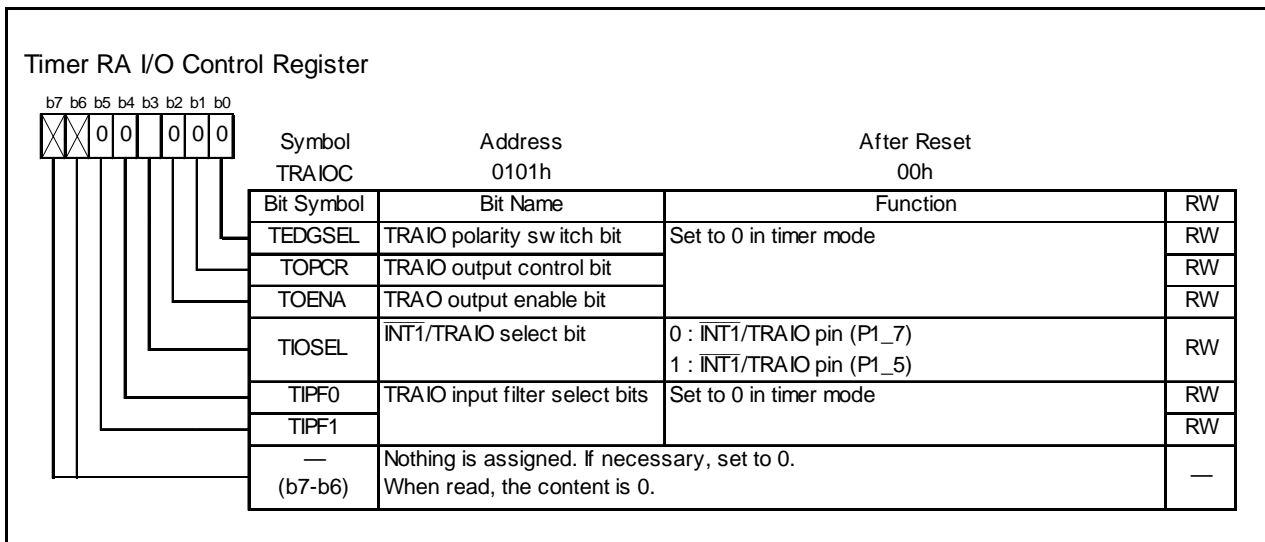 Timer RA I/O Control Register
b7 b6 b5 b4 b3 b2 b1 b0
0 0 0 0 0
Symbol Address After Reset
TRAIOC 0101h 00h
Bit Symbol Bit Name Function RW
TEDGSEL TRAIO polarity switch bit Set to 0 in timer mode RW
TOPCR TRAIO output control bit RW
TOENA TRAO output enable bit RW
TIOSEL INT1/TRAIO select bit 0 : INT1/TRAIO pin (P1_7) RW
1 : INT1/TRAIO pin (P1_5)
TIPF0 TRAIO input filter select bits Set to 0 in timer mode RW
TIPF1 RW
— Nothing is assigned. If necessary, set to 0. —
(b7-b6) When read, the content is 0.